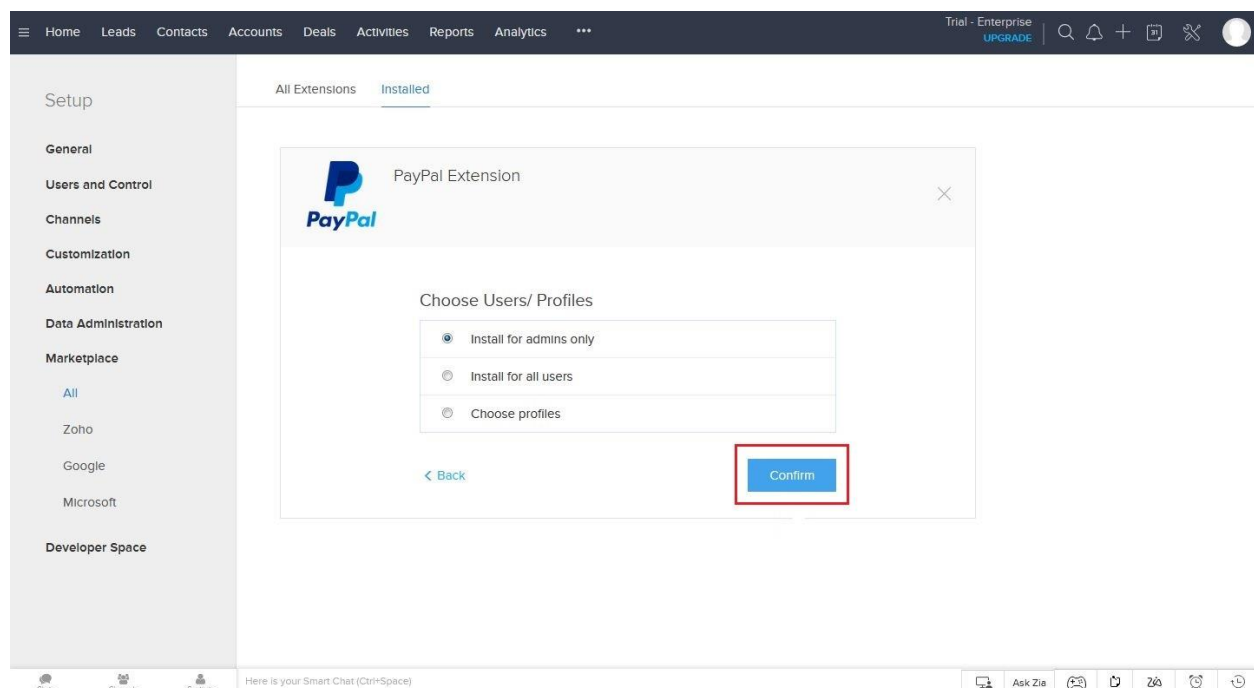 Home Leads Contacts Accounts Deals Activities Reports Analytics •••
Trial - Enterprise
UPGRADE
31
Setup
General
Users and Control
Channels
Customization
Automation
Data Administration
Marketplace
All
Zoho
Google
Microsoft
Developer Space
All Extensions Installed
PayPal
PayPal Extension
Choose Users/ Profiles
Install for admins only
Install for all users
Choose profiles
< Back
Confirm
Here is your Smart Chat (Ctrl+Space)
Ask Zia